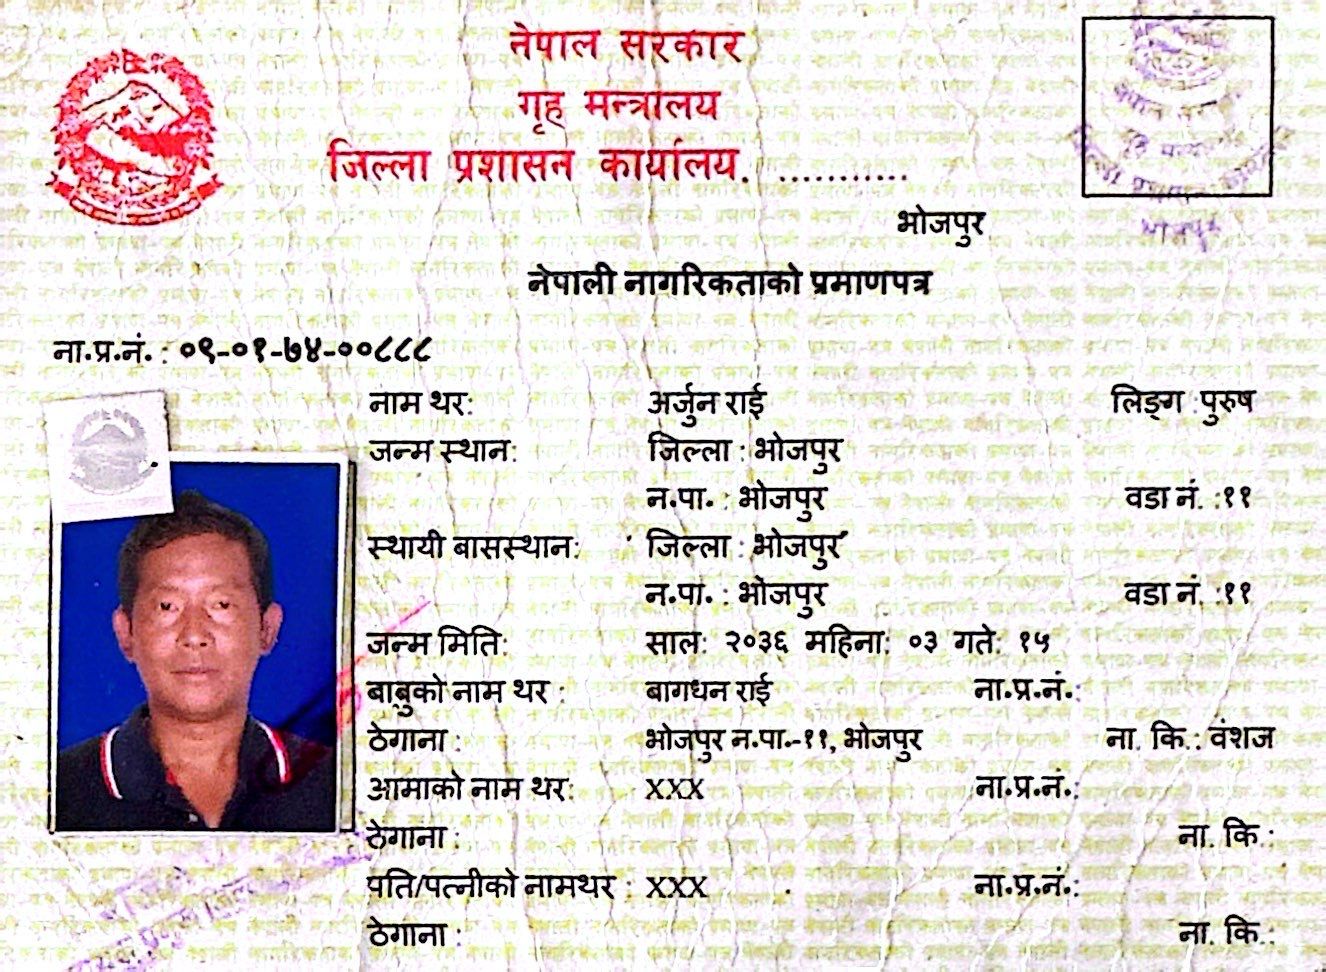 नेपाल सरकार
गृह मन्त्रालय
जिल्ला प्रशासन कार्यालय. ...........
भोजपुर
नेपाली नागरिकताको प्रमाणपत्र
ना.प्र.नं. : ०९-०१-७४-००८८८
नाम थर: अर्जुन राई लिङ्ग :पुरुष
जन्म स्थान: जिल्ला : भोजपुर
न.पा. : भोजपुर वडा नं. :११
स्थायी बासस्थान: जिल्ला : भोजपुर
न.पा. : भोजपुर वडा नं. :११
जन्म मिति: साल: २०३६ महिना: ०३ गते: १५
बाबुको नाम थर : बागधन राई ना.प्र.नं.:
ठेगाना : भोजपुर न.पा.-११, भोजपुर ना. कि.: वंशज
आमाको नाम थर: XXX ना.प्र.नं.:
ठेगाना : ना. कि.:
पति/पत्नीको नामथर : XXX ना.प्र.नं.:
ठेगाना : ना. कि.: